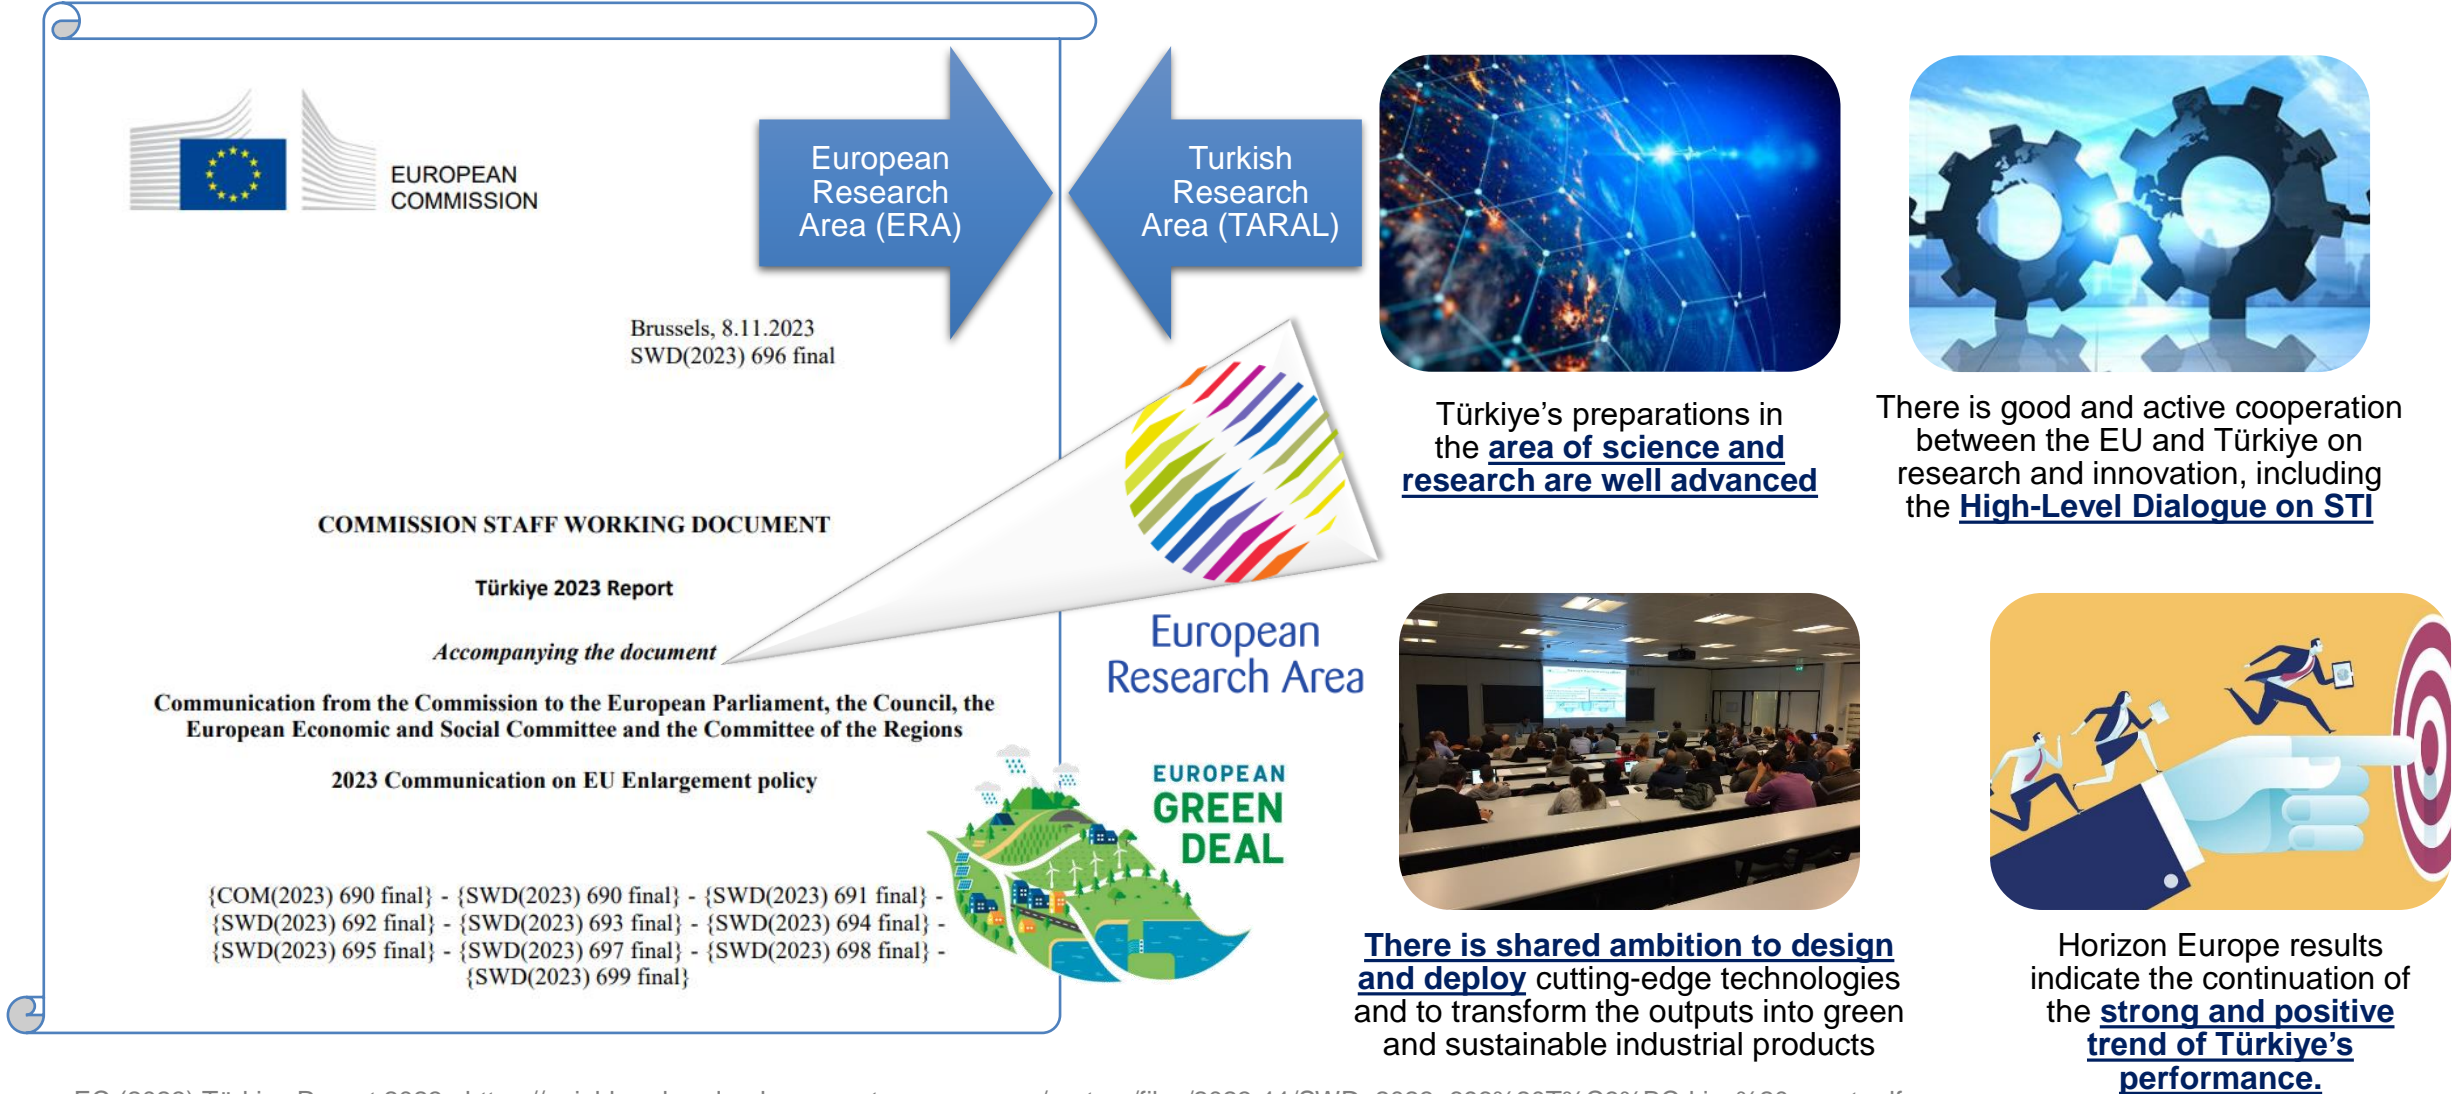 EUROPEAN
COMMISSION
European
Research
Area (ERA)
Turkish
Research
Area (TARAL)
Brussels, 8.11.2023
SWD(2023) 696 final
COMMISSION STAFF WORKING DOCUMENT
Türkiye 2023 Report
Accompanying the document
Communication from the Commission to the European Parliament, the Council, the
European Economic and Social Committee and the Committee of the Regions
2023 Communication on EU Enlargement policy
{COM(2023) 690 final} - {SWD(2023) 690 final} - {SWD(2023) 691 final} -
{SWD(2023) 692 final} - {SWD(2023) 693 final} - {SWD(2023) 694 final} -
{SWD(2023) 695 final} - {SWD(2023) 697 final} - {SWD(2023) 698 final} -
{SWD(2023) 699 final}
European
Research Area
EUROPEAN
GREEN
DEAL
Türkiye’s preparations in
the area of science and
research are well advanced
There is good and active cooperation
between the EU and Türkiye on
research and innovation, including
the High-Level Dialogue on STI
There is shared ambition to design
and deploy cutting-edge technologies
and to transform the outputs into green
and sustainable industrial products
Horizon Europe results
indicate the continuation of
the strong and positive
trend of Türkiye’s
performance.